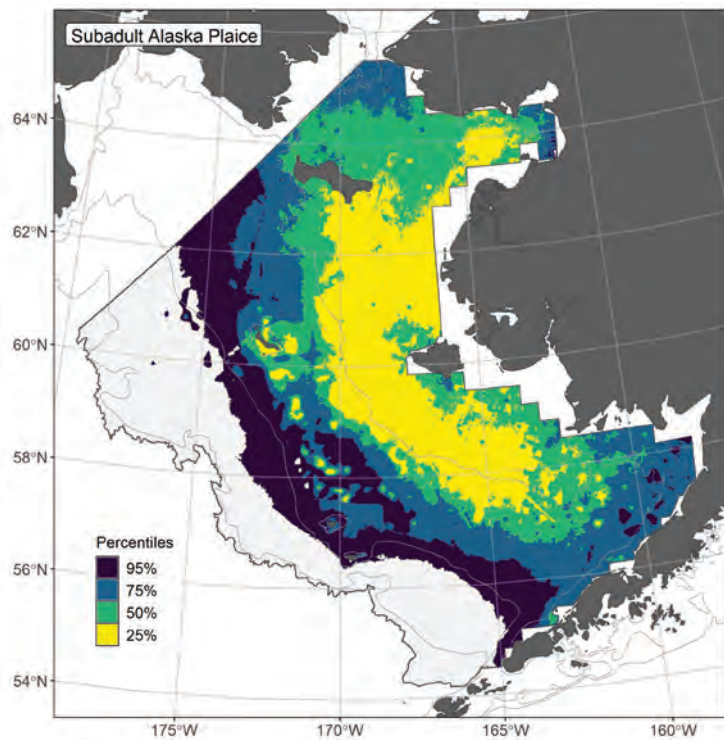 Subadult Alaska Plaice
64°N
62°N
60°N
58°N
56°N
54°N
Percentiles
95%
75%
50%
25%
175°W
170°W
165°W
160°W